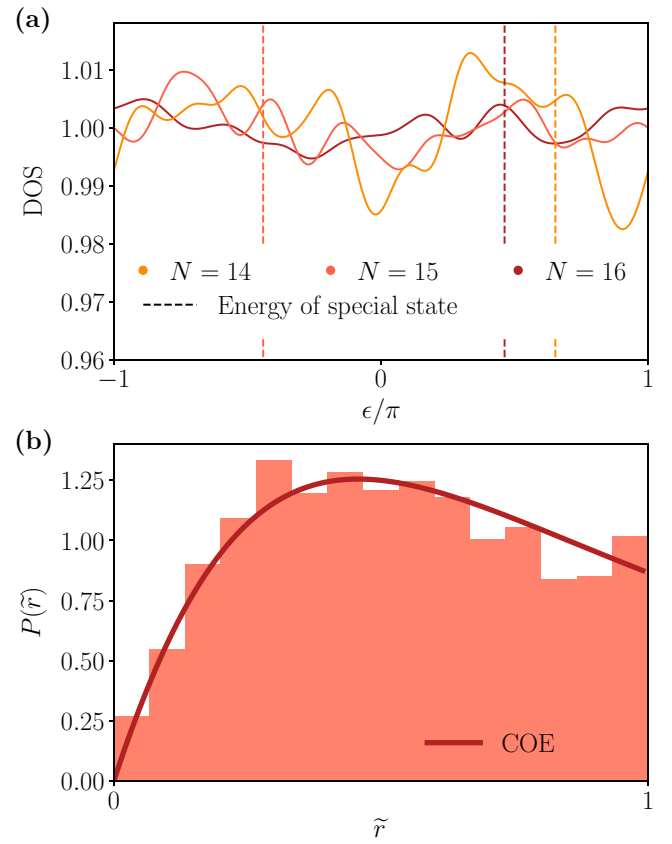 (a)
1.01
1.00
0.99
0.98
0.97
0.96
DOS
N = 14
N = 15
N = 16
Energy of special state
−1
0
1
ϵ/π
(b)
1.25
1.00
0.75
0.50
0.25
0.00
P(r̃)
COE
0
1
r̃